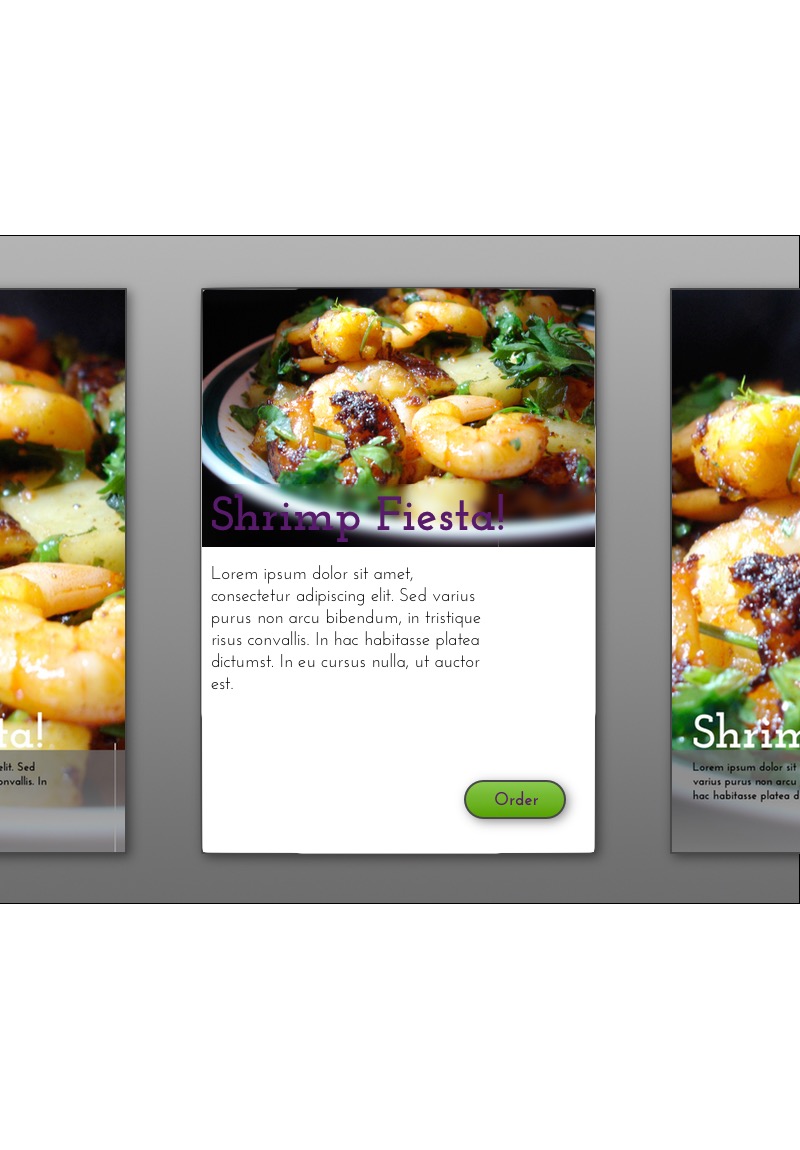 Shrimp Fiesta!
Lorem ipsum dolor sit amet,
consectetur adipiscing elit. Sed varius
purus non arcu bibendum, in tristique
risus convallis. In hac habitasse platea
dictumst. In eu cursus nulla, ut auctor
est.
Order
ta!
elit. Sed
onvallis. In
Shrim
Lorem ipsum dolor sit
varius purus non arcu
hac habitasse platea d